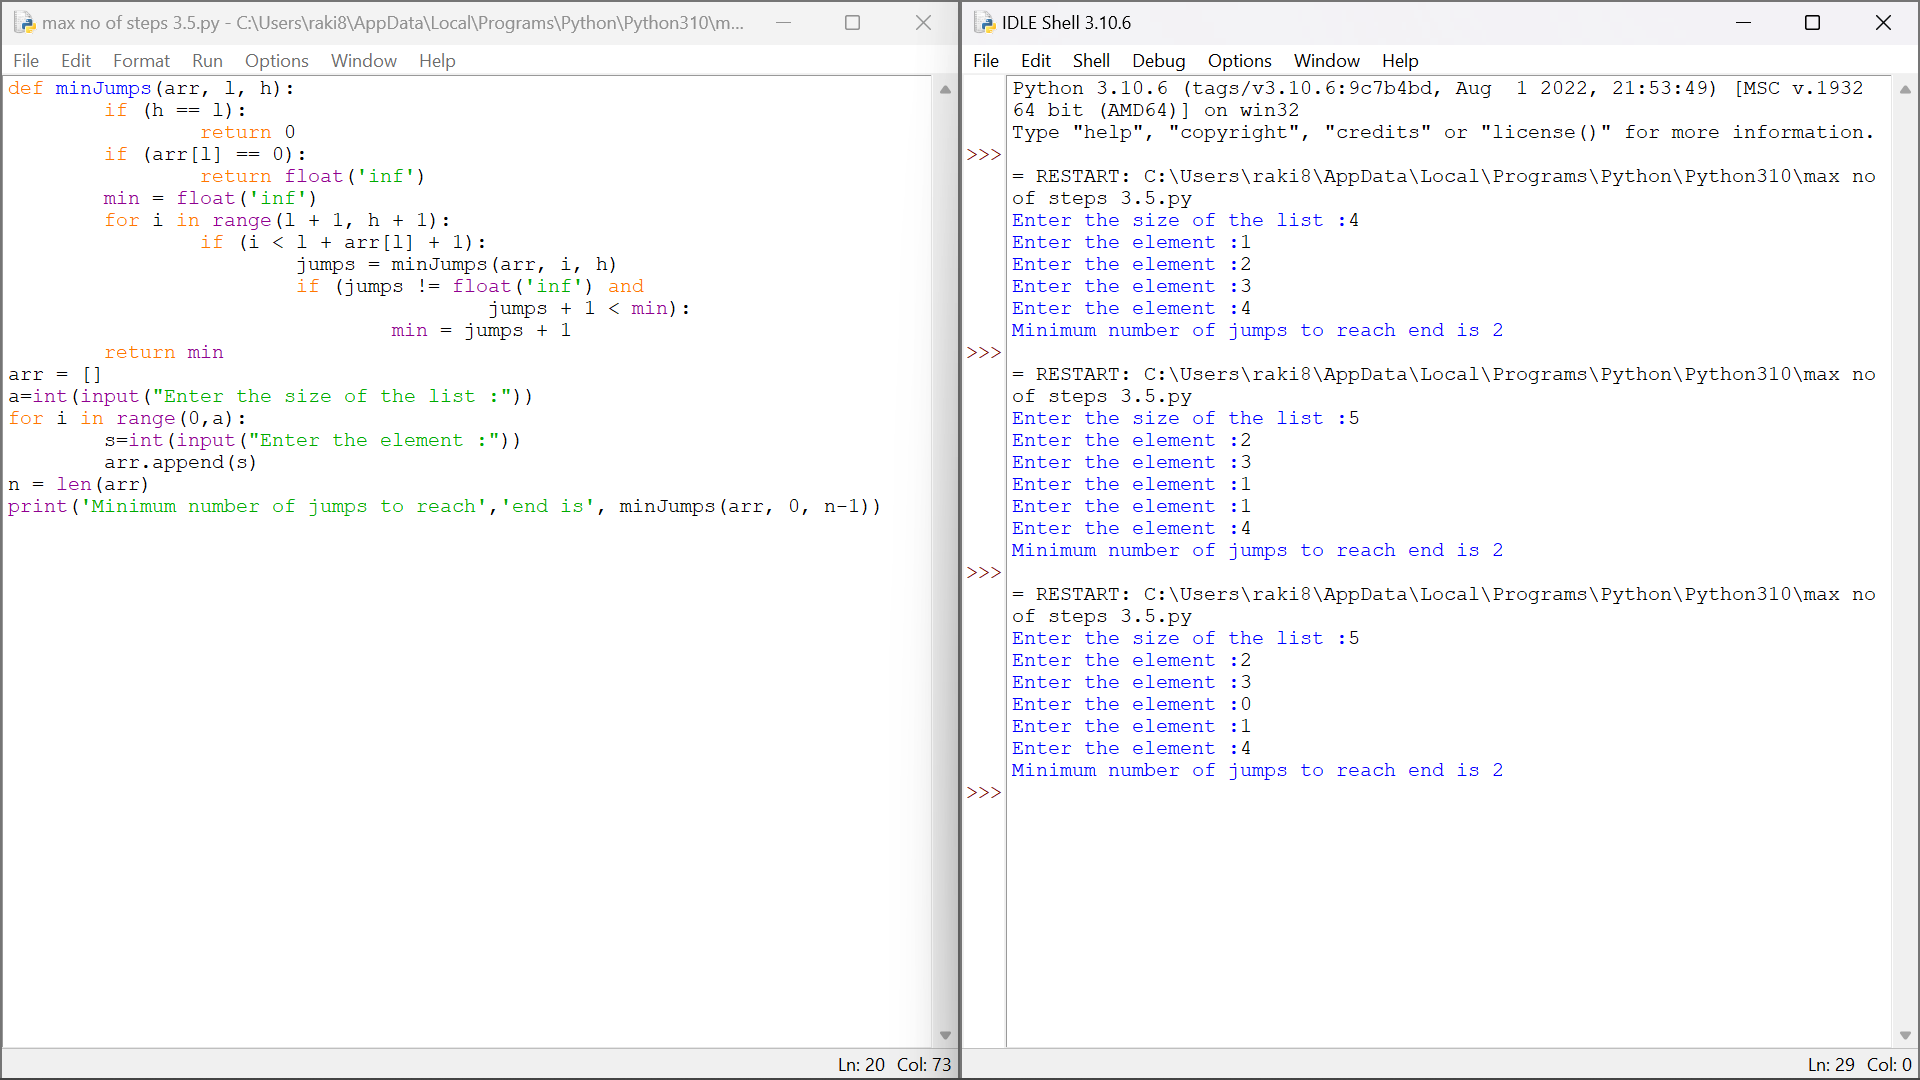 max no of steps 3.5.py - C:\Users\raki8\AppData\Local\Programs\Python\Python310\m...
File Edit Format Run Options Window Help
def minJumps(arr, l, h):
        if (h == l):
                return 0
        if (arr[l] == 0):
                return float('inf')
        min = float('inf')
        for i in range(l + 1, h + 1):
                if (i < l + arr[l] + 1):
                        jumps = minJumps(arr, i, h)
                        if (jumps != float('inf') and
                                        jumps + 1 < min):
                                min = jumps + 1
        return min
arr = []
a=int(input("Enter the size of the list :"))
for i in range(0,a):
        s=int(input("Enter the element :"))
        arr.append(s)
n = len(arr)
print('Minimum number of jumps to reach','end is', minJumps(arr, 0, n-1))
Ln: 20 Col: 73
IDLE Shell 3.10.6
File Edit Shell Debug Options Window Help
Python 3.10.6 (tags/v3.10.6:9c7b4bd, Aug  1 2022, 21:53:49) [MSC v.1932
64 bit (AMD64)] on win32
Type "help", "copyright", "credits" or "license()" for more information.
>>>
= RESTART: C:\Users\raki8\AppData\Local\Programs\Python\Python310\max no
of steps 3.5.py
Enter the size of the list :4
Enter the element :1
Enter the element :2
Enter the element :3
Enter the element :4
Minimum number of jumps to reach end is 2
>>>
= RESTART: C:\Users\raki8\AppData\Local\Programs\Python\Python310\max no
of steps 3.5.py
Enter the size of the list :5
Enter the element :2
Enter the element :3
Enter the element :1
Enter the element :1
Enter the element :4
Minimum number of jumps to reach end is 2
>>>
= RESTART: C:\Users\raki8\AppData\Local\Programs\Python\Python310\max no
of steps 3.5.py
Enter the size of the list :5
Enter the element :2
Enter the element :3
Enter the element :0
Enter the element :1
Enter the element :4
Minimum number of jumps to reach end is 2
>>>
Ln: 29 Col: 0